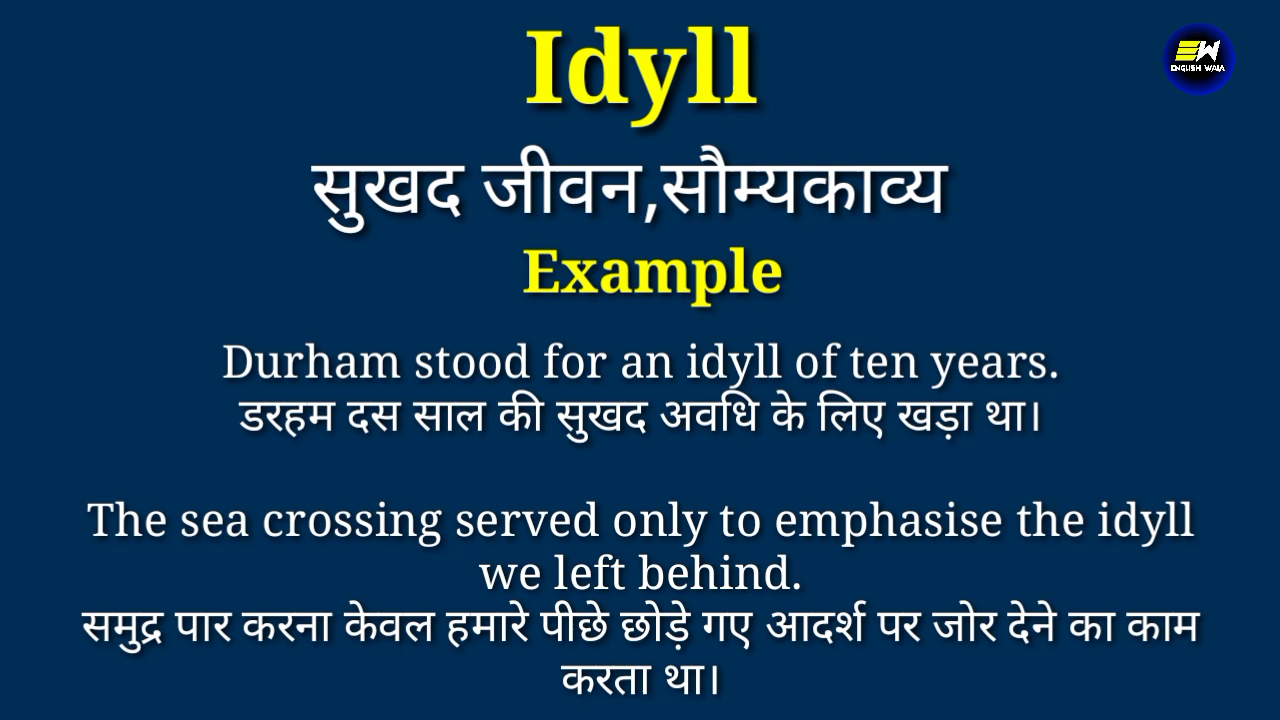 Idyll
EW
ENGLISH WALA
सुखद जीवन,सौम्यकाव्य
Example
Durham stood for an idyll of ten years.
डरहम दस साल की सुखद अवधि के लिए खड़ा था।
The sea crossing served only to emphasise the idyll
we left behind.
समुद्र पार करना केवल हमारे पीछे छोड़े गए आदर्श पर जोर देने का काम
करता था।